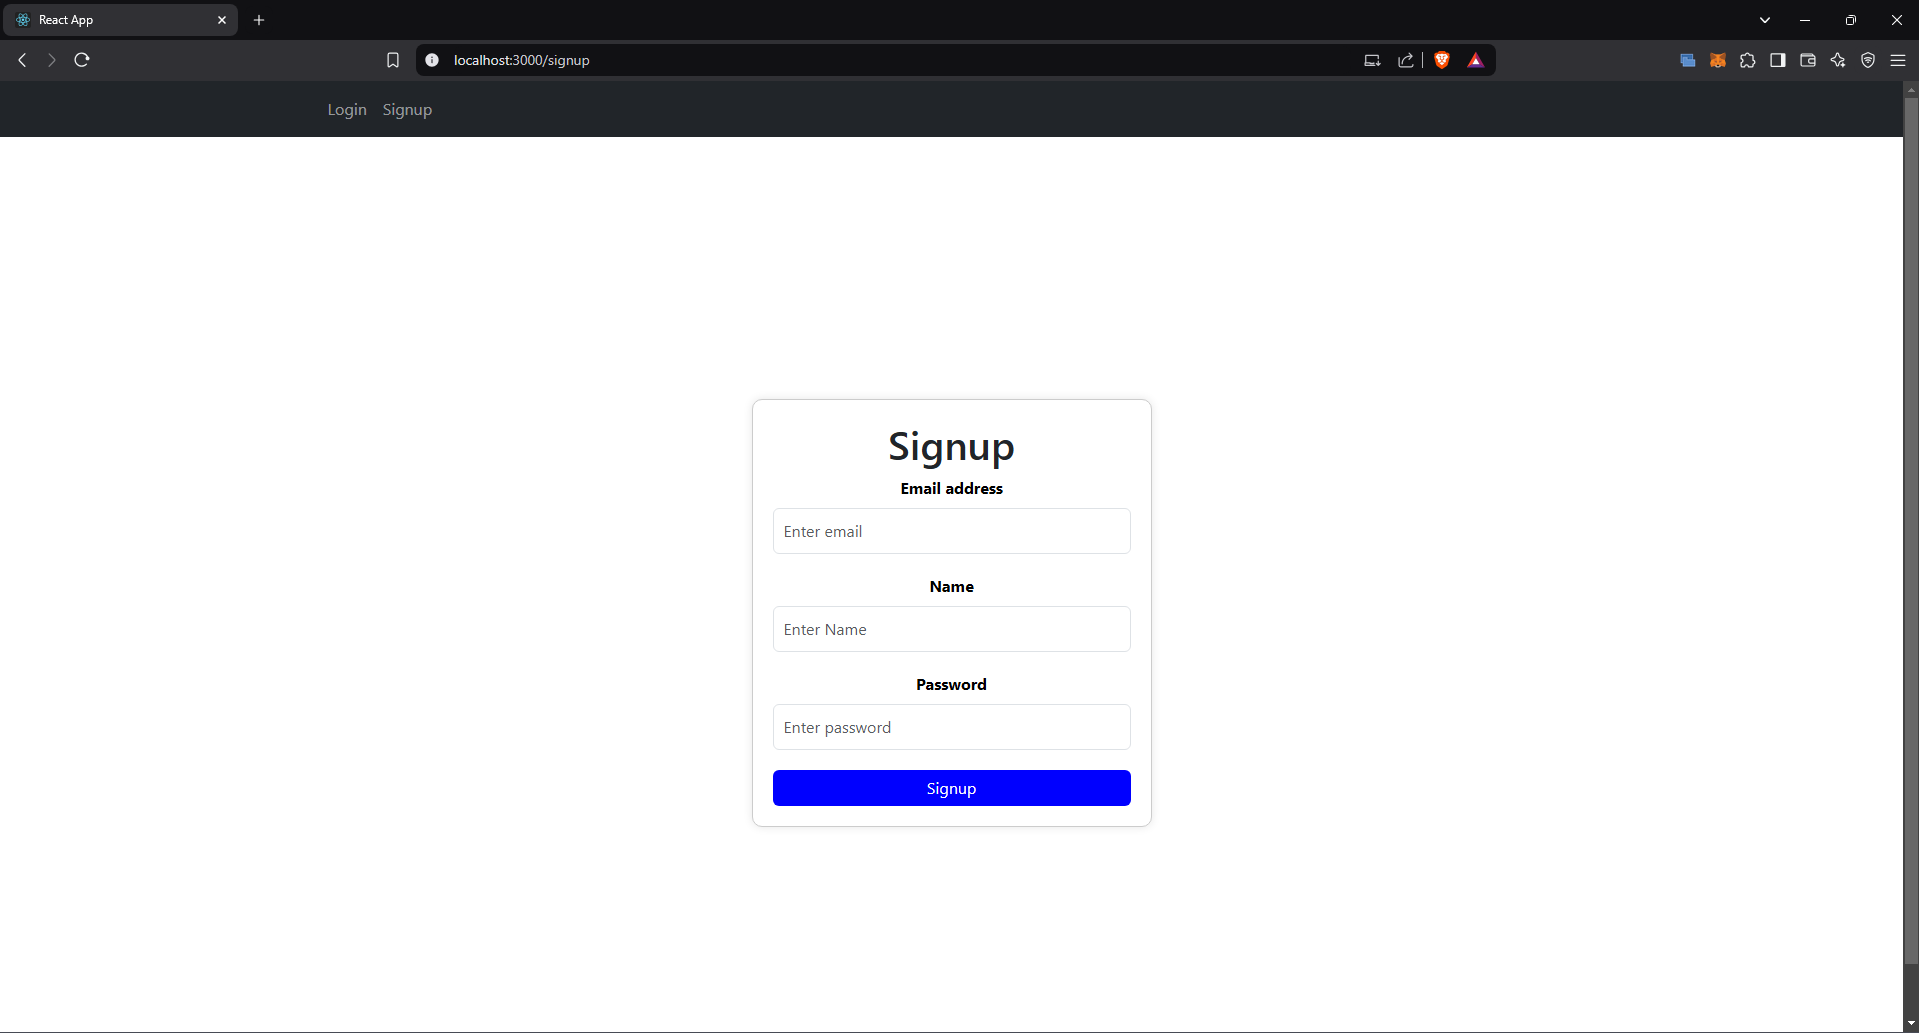 React App
localhost:3000/signup
Login Signup
Signup
Email address
Enter email
Name
Enter Name
Password
Enter password
Signup